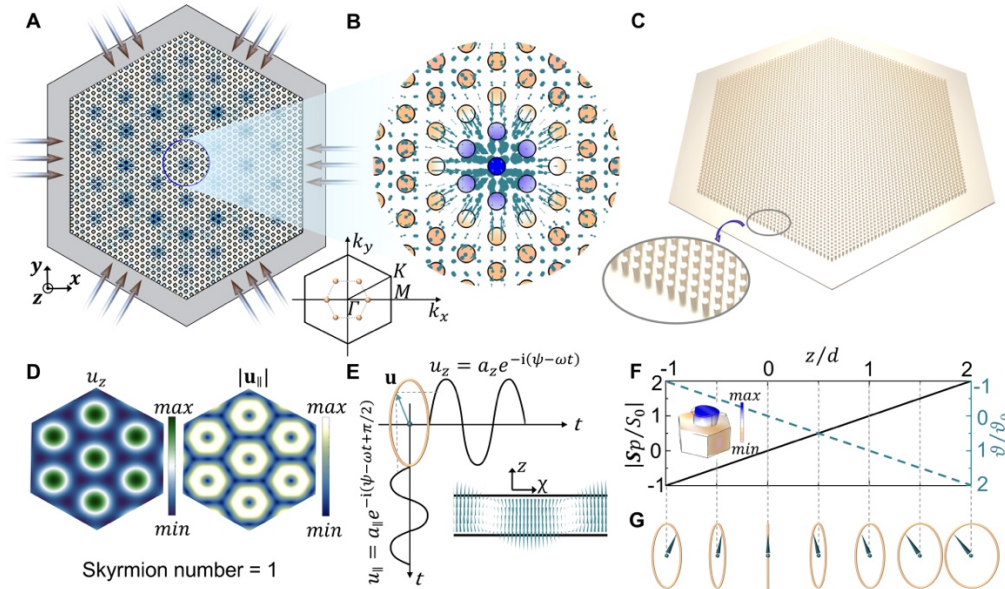 A
B
C
y
x
z
k_y
K
M
Γ
k_x
D
u_z
|u_∥|
max
max
min
min
Skyrmion number = 1
E
u
u_z = a_z e^{-i(ψ-ωt)}
t
u_∥ = a_∥ e^{-i(ψ-ωt+π/2)}
t
z
χ
F
z/d
-1 0 1 2
2
1
0
-1
|Sp/S_0|
max
min
-1
0
1
2
ϑ/ϑ_0
G